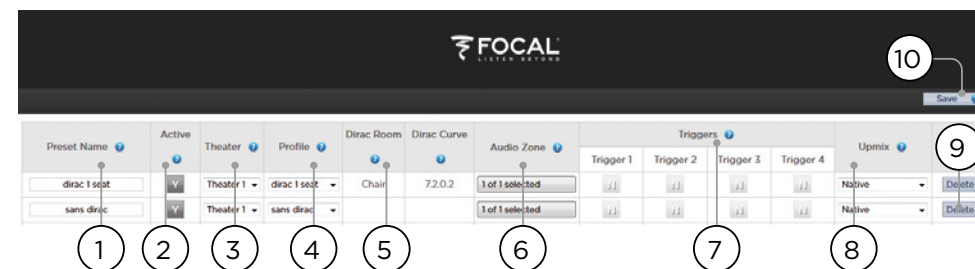 FOCAL
LISTEN BEYOND
10
Save
Preset Name Active Theater Profile Dirac Room Dirac Curve Audio Zone Triggers Upmix
Trigger 1 Trigger 2 Trigger 3 Trigger 4
9
dirac 1 seat Y Theater 1 dirac 1 seat Chair 7.2.0.2 1 of 1 selected Native Delete
sans dirac Y Theater 1 sans dirac 1 of 1 selected Native Delete
1 2 3 4 5 6 7 8